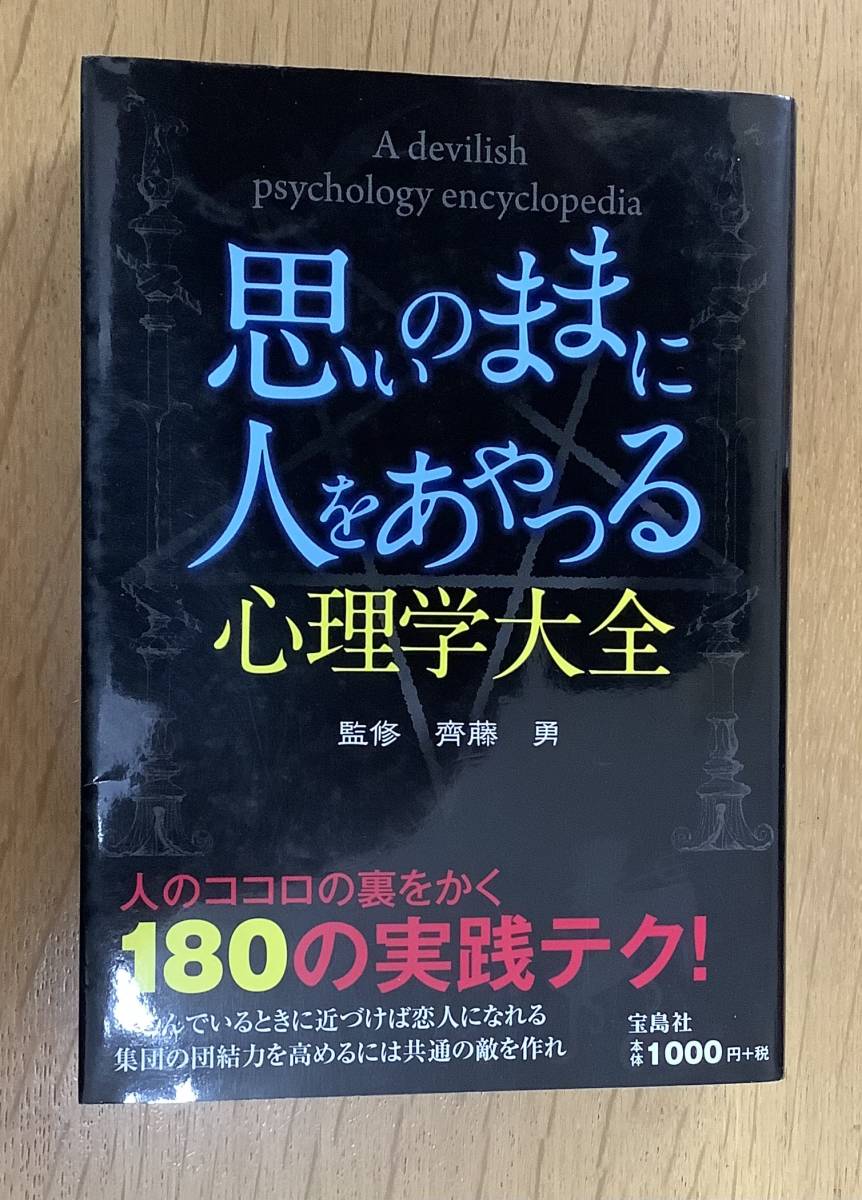 A devilish
psychology encyclopedia
思いのままに
人をあやつる
心理学大全
監修 齊藤 勇
人のココロの裏をかく
180の実践テク!
んでいるときに近づけば恋人になれる
集団の団結力を高めるには共通の敵を作れ
宝島社
本体1000円+税